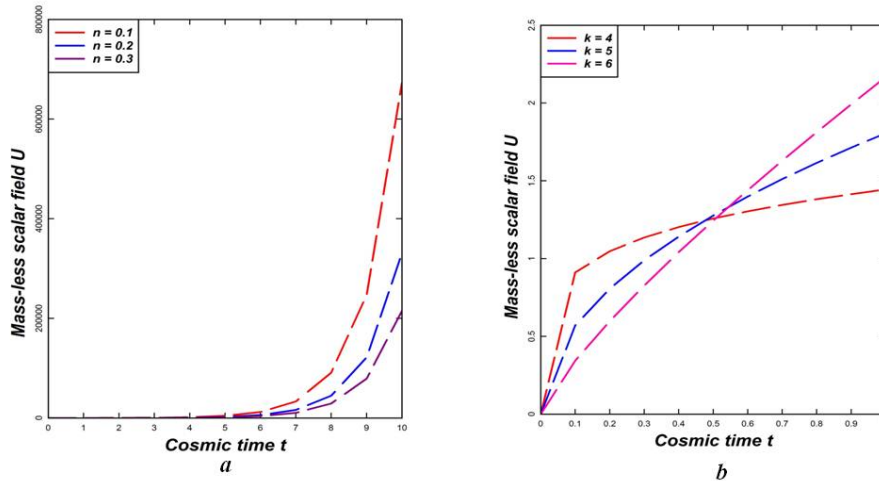 800000
600000
400000
200000
0
Mass-less scalar field U
n = 0.1
n = 0.2
n = 0.3
0 1 2 3 4 5 6 7 8 9 10
Cosmic time t
a
2.5
2
1.5
1
0.5
0
Mass-less scalar field U
k = 4
k = 5
k = 6
0 0.1 0.2 0.3 0.4 0.5 0.6 0.7 0.8 0.9
Cosmic time t
b